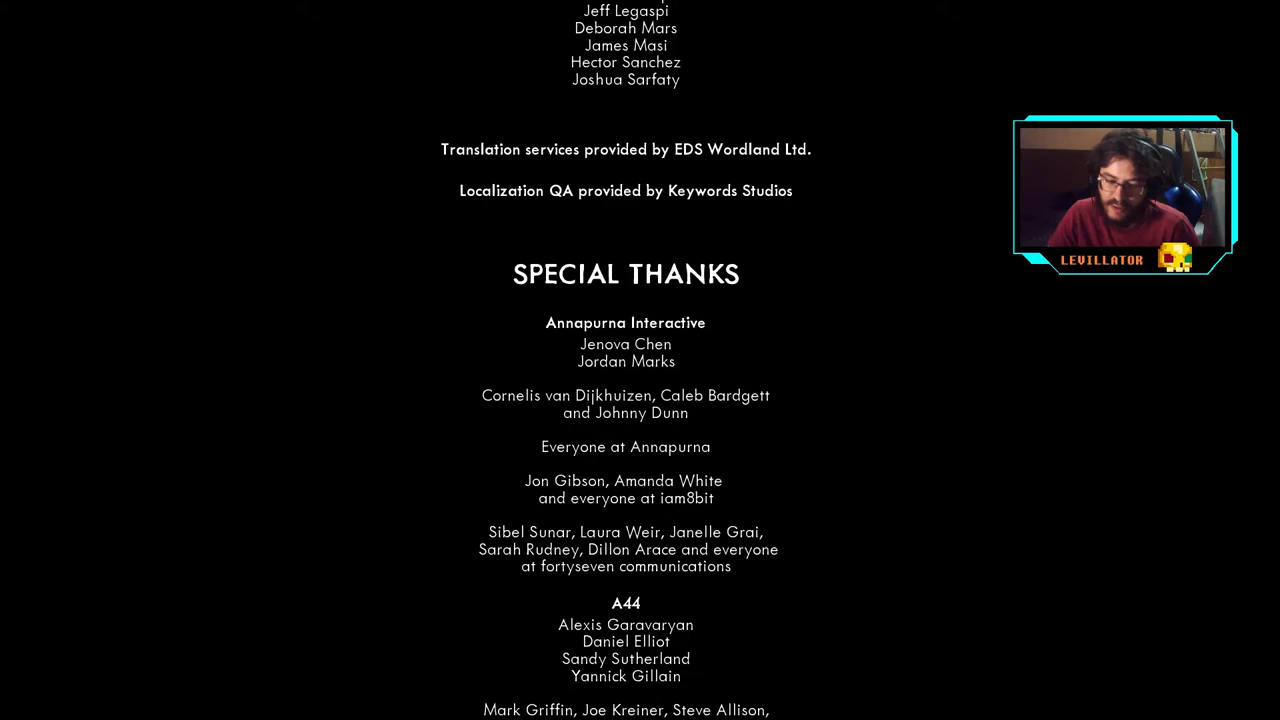 Jeff Legaspi
Deborah Mars
James Masi
Hector Sanchez
Joshua Sarfaty
Translation services provided by EDS Wordland Ltd.
Localization QA provided by Keywords Studios
SPECIAL THANKS
Annapurna Interactive
Jenova Chen
Jordan Marks
Cornelis van Dijkhuizen, Caleb Bardgett
and Johnny Dunn
Everyone at Annapurna
Jon Gibson, Amanda White
and everyone at iam8bit
Sibel Sunar, Laura Weir, Janelle Grai,
Sarah Rudney, Dillon Arace and everyone
at fortyseven communications
A44
Alexis Garavaryan
Daniel Elliot
Sandy Sutherland
Yannick Gillain
Mark Griffin, Joe Kreiner, Steve Allison,
LEVILLATOR